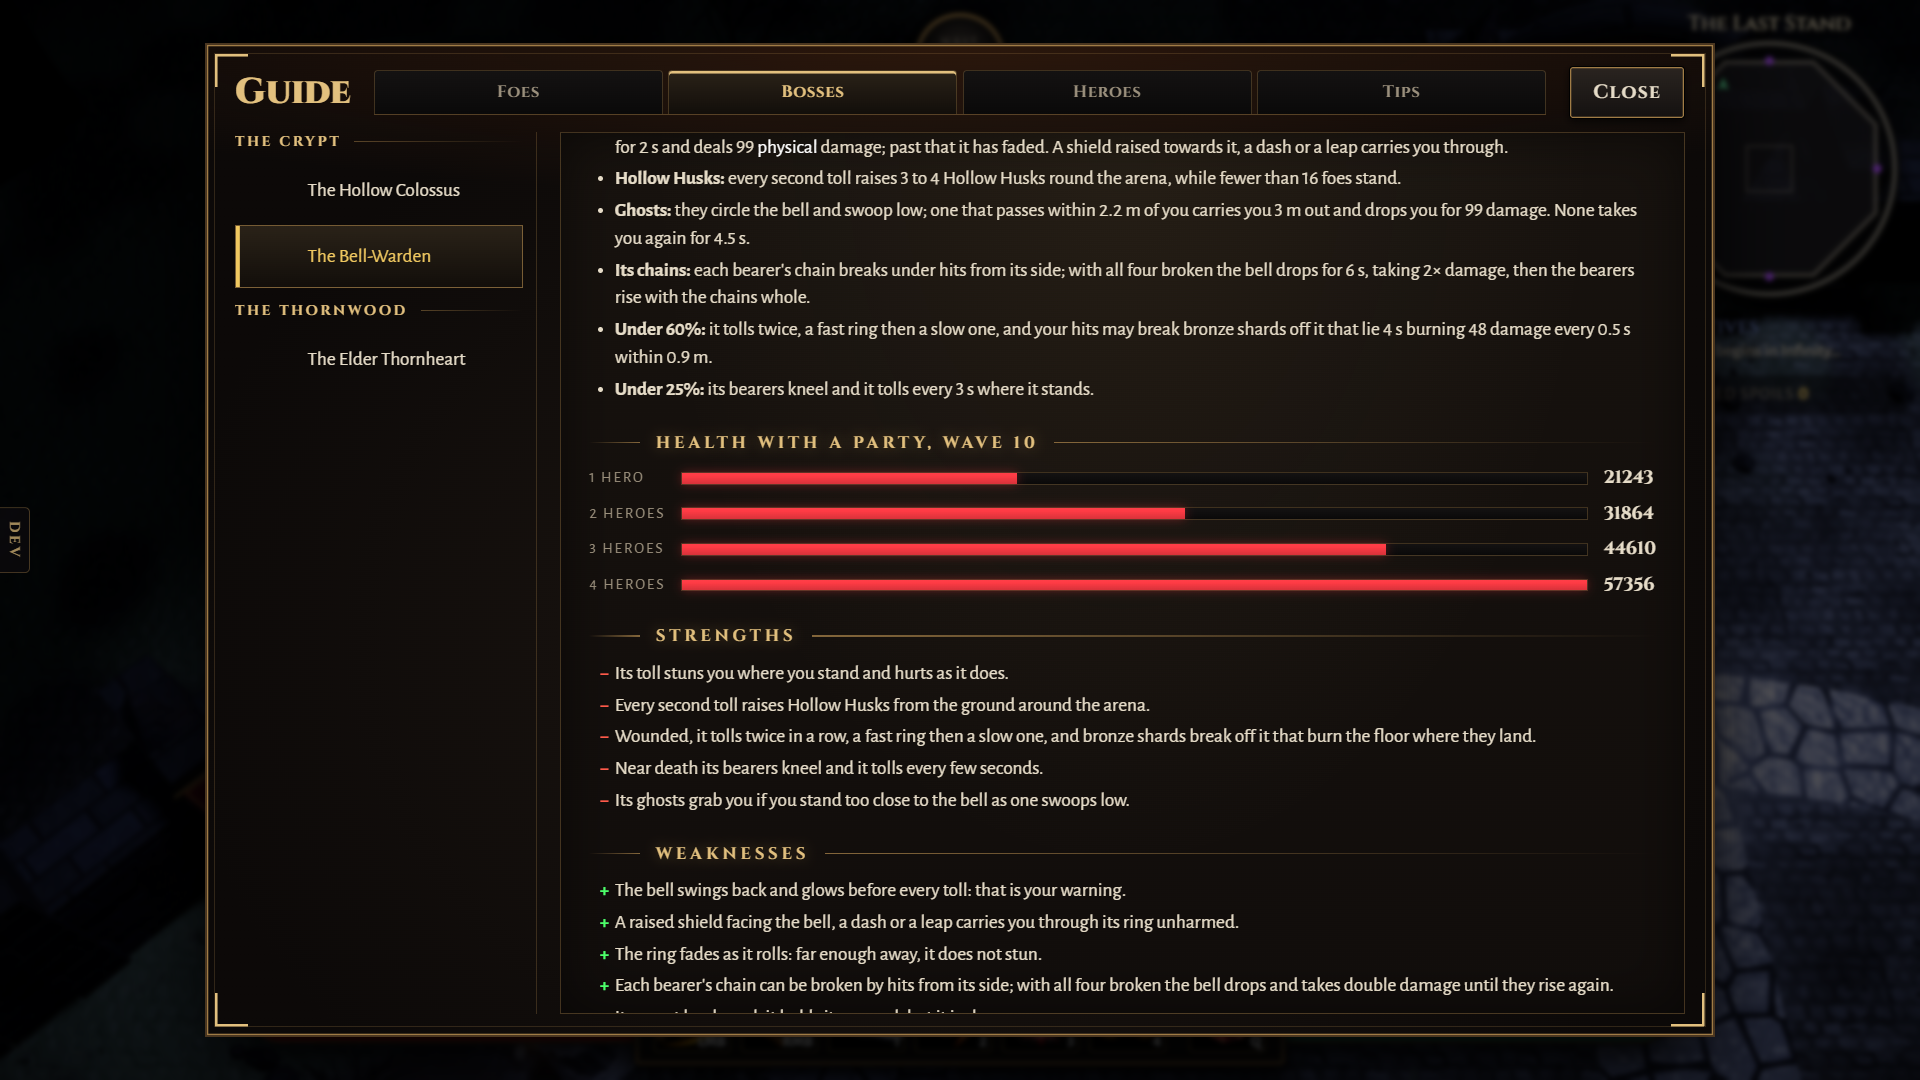 THE LAST STAND
GUIDE
FOES
BOSSES
HEROES
TIPS
CLOSE
THE CRYPT
The Hollow Colossus
The Bell-Warden
THE THORNWOOD
The Elder Thornheart
DEV
for 2 s and deals 99 physical damage; past that it has faded. A shield raised towards it, a dash or a leap carries you through.
• Hollow Husks: every second toll raises 3 to 4 Hollow Husks round the arena, while fewer than 16 foes stand.
• Ghosts: they circle the bell and swoop low; one that passes within 2.2 m of you carries you 3 m out and drops you for 99 damage. None takes
you again for 4.5 s.
• Its chains: each bearer's chain breaks under hits from its side; with all four broken the bell drops for 6 s, taking 2× damage, then the bearers
rise with the chains whole.
• Under 60%: it tolls twice, a fast ring then a slow one, and your hits may break bronze shards off it that lie 4 s burning 48 damage every 0.5 s
within 0.9 m.
• Under 25%: its bearers kneel and it tolls every 3 s where it stands.
HEALTH WITH A PARTY, WAVE 10
1 HERO 21243
2 HEROES 31864
3 HEROES 44610
4 HEROES 57356
STRENGTHS
– Its toll stuns you where you stand and hurts as it does.
– Every second toll raises Hollow Husks from the ground around the arena.
– Wounded, it tolls twice in a row, a fast ring then a slow one, and bronze shards break off it that burn the floor where they land.
– Near death its bearers kneel and it tolls every few seconds.
– Its ghosts grab you if you stand too close to the bell as one swoops low.
WEAKNESSES
+ The bell swings back and glows before every toll: that is your warning.
+ A raised shield facing the bell, a dash or a leap carries you through its ring unharmed.
+ The ring fades as it rolls: far enough away, it does not stun.
+ Each bearer's chain can be broken by hits from its side; with all four broken the bell drops and takes double damage until they rise again.